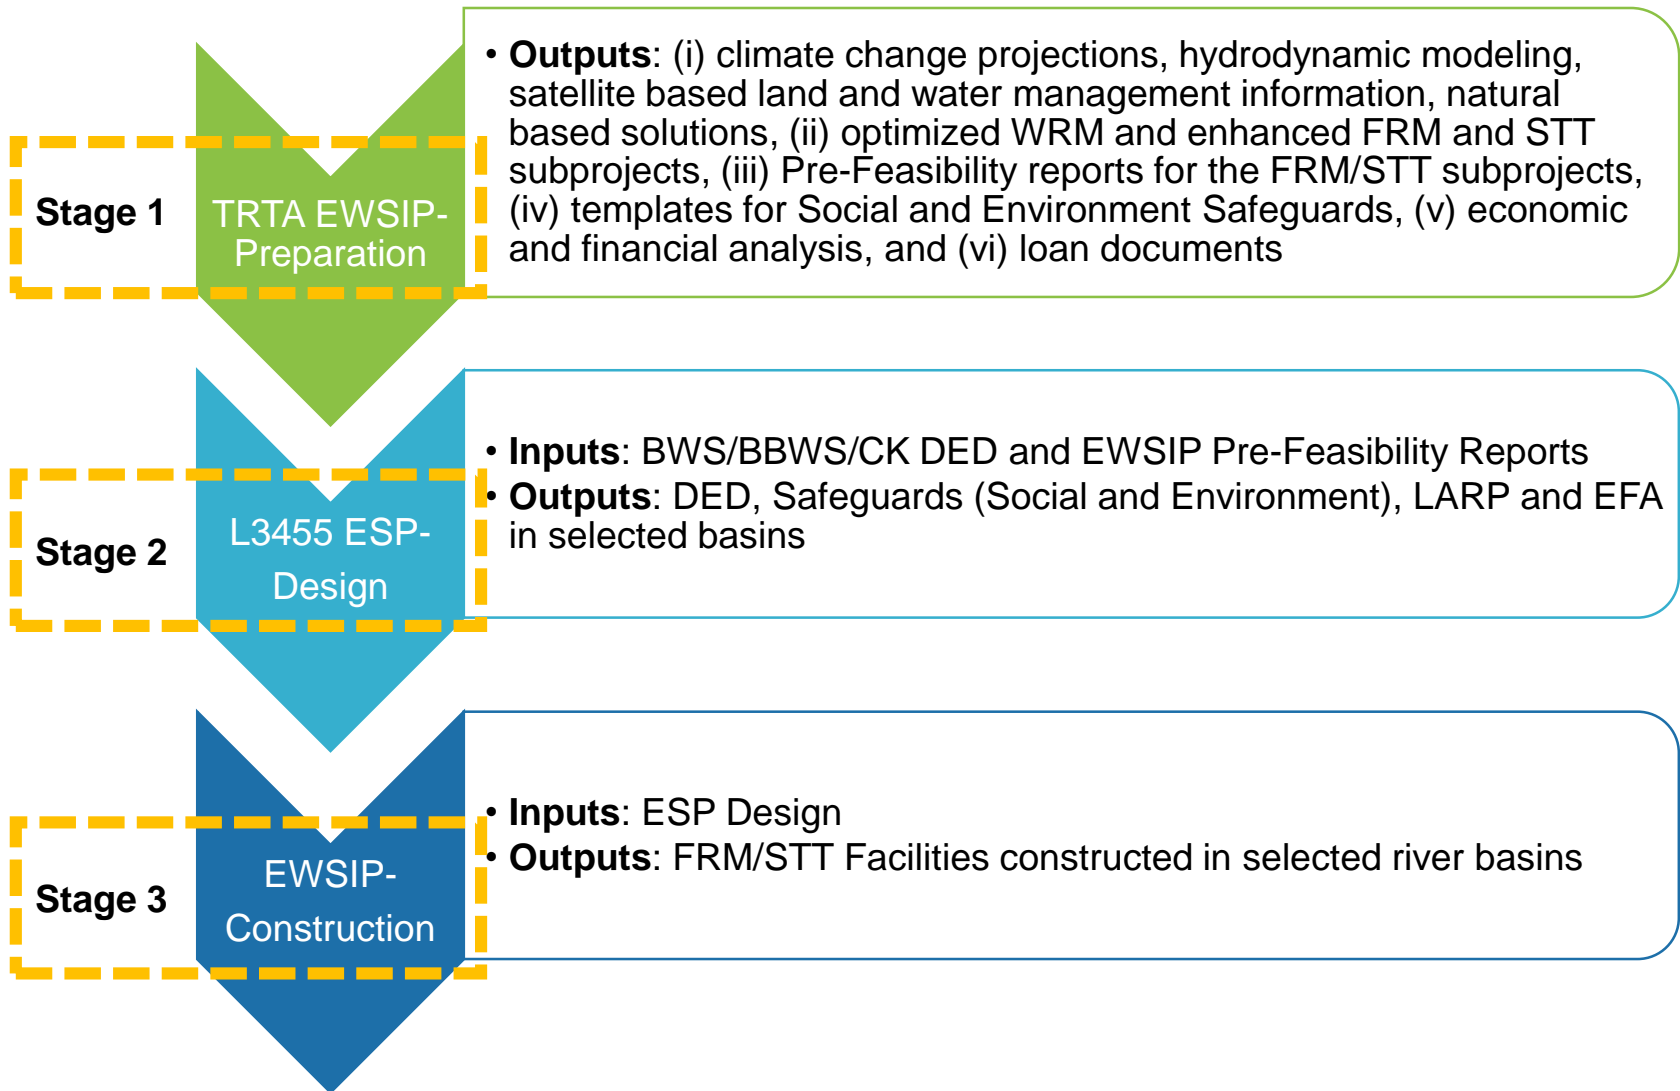 Stage 1
TRTA EWSIP-
Preparation
• Outputs: (i) climate change projections, hydrodynamic modeling,
satellite based land and water management information, natural
based solutions, (ii) optimized WRM and enhanced FRM and STT
subprojects, (iii) Pre-Feasibility reports for the FRM/STT subprojects,
(iv) templates for Social and Environment Safeguards, (v) economic
and financial analysis, and (vi) loan documents
Stage 2
L3455 ESP-
Design
• Inputs: BWS/BBWS/CK DED and EWSIP Pre-Feasibility Reports
• Outputs: DED, Safeguards (Social and Environment), LARP and EFA
in selected basins
Stage 3
EWSIP-
Construction
• Inputs: ESP Design
• Outputs: FRM/STT Facilities constructed in selected river basins